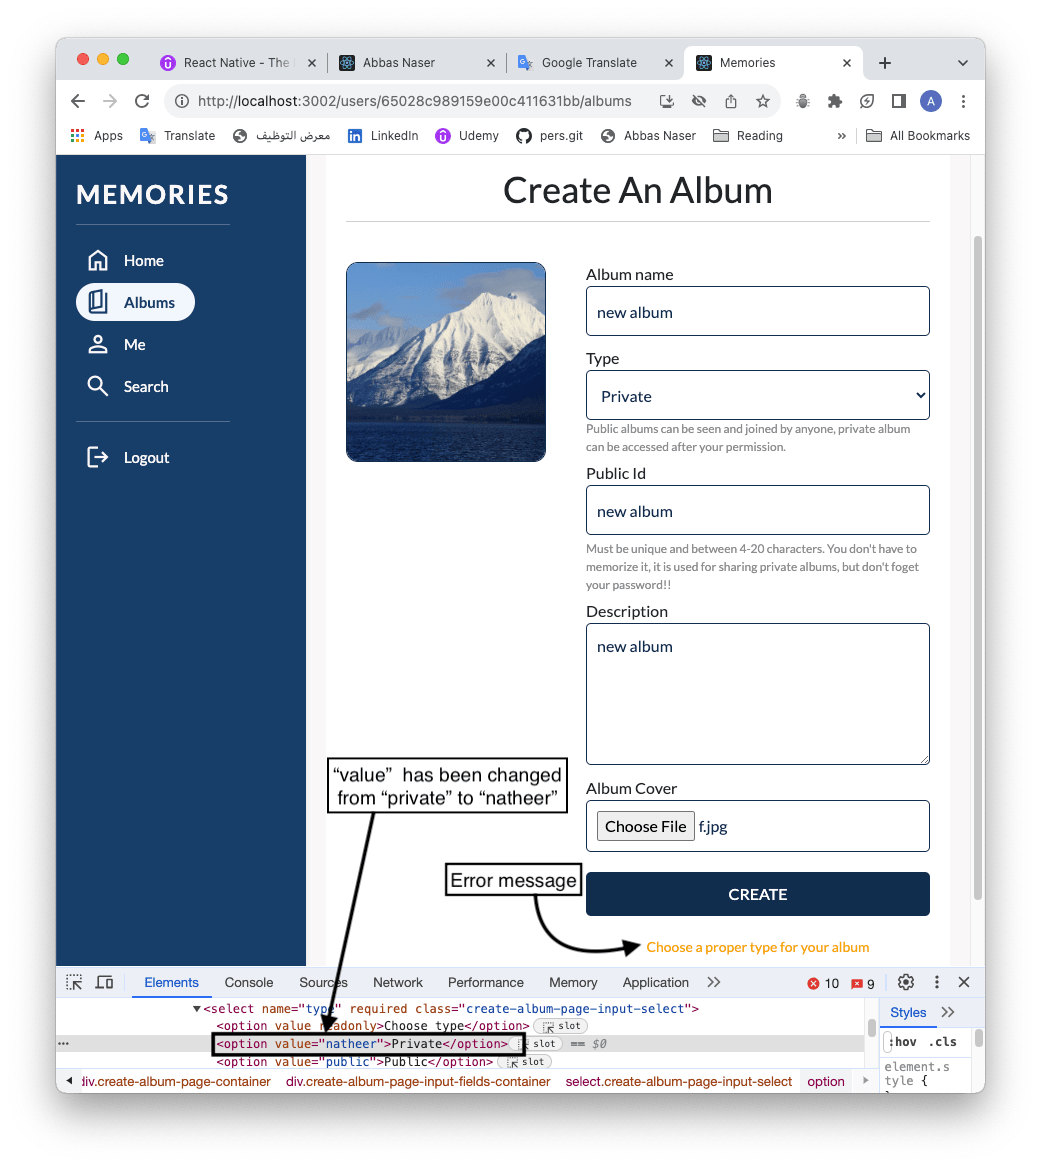 React Native - The
Abbas Naser
Google Translate
Memories
http://localhost:3002/users/65028c989159e00c411631bb/albums
A
Apps
Translate
معرض التوظيف
LinkedIn
Udemy
pers.git
Abbas Naser
Reading
»
All Bookmarks
MEMORIES
Home
Albums
Me
Search
Logout
Create An Album
Album name
new album
Type
Private
Public albums can be seen and joined by anyone, private album
can be accessed after your permission.
Public Id
new album
Must be unique and between 4-20 characters. You don't have to
memorize it, it is used for sharing private albums, but don't foget
your password!!
Description
new album
“value” has been changed
from “private” to “natheer”
Album Cover
Choose File f.jpg
Error message
CREATE
Choose a proper type for your album
Elements
Console
Sources
Network
Performance
Memory
Application
10
9
<select name="type" required class="create-album-page-input-select">
<option value readonly>Choose type</option> slot
<option value="natheer">Private</option> slot == $0
<option value="public">Public</option> slot
Styles
:hov .cls
element.s
tyle {
div.create-album-page-container
div.create-album-page-input-fields-container
select.create-album-page-input-select
option